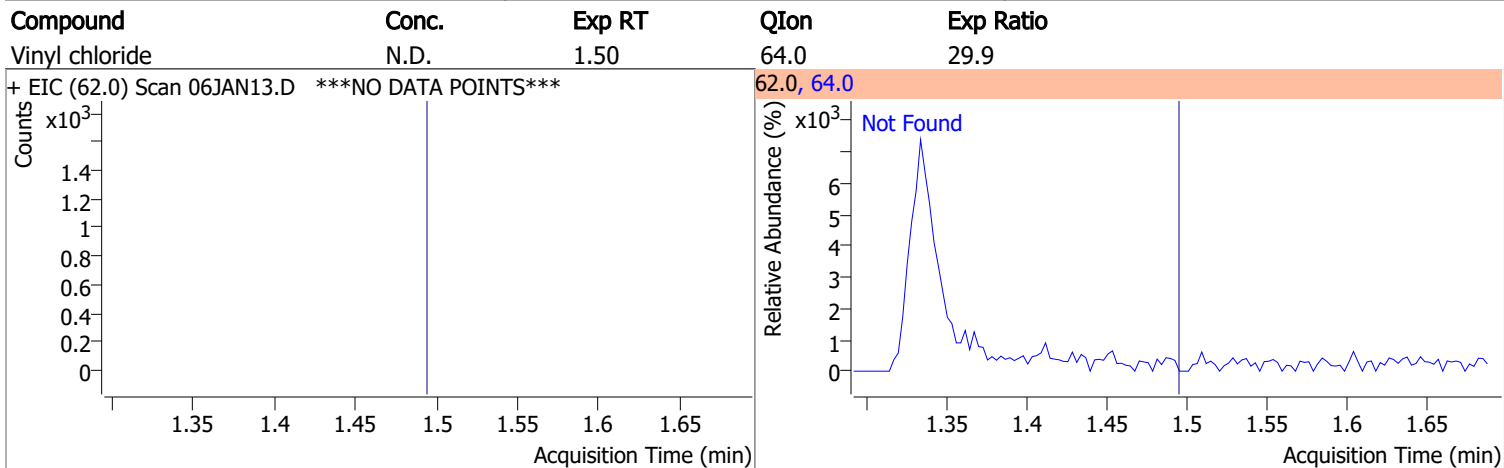 Compound Conc. Exp RT QIon Exp Ratio
Vinyl chloride N.D. 1.50 64.0 29.9
+ EIC (62.0) Scan 06JAN13.D ***NO DATA POINTS***
Counts
x10³
1.4
1.2
1
0.8
0.6
0.4
0.2
0
1.35 1.4 1.45 1.5 1.55 1.6 1.65
Acquisition Time (min)
62.0, 64.0
Relative Abundance (%)
x10³
Not Found
6
5
4
3
2
1
0
1.35 1.4 1.45 1.5 1.55 1.6 1.65
Acquisition Time (min)